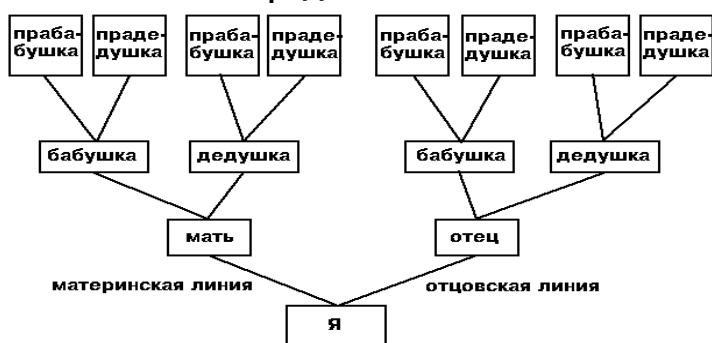 праба-
бушка
праде-
душка
праба-
бушка
праде-
душка
праба-
бушка
праде-
душка
праба-
бушка
праде-
душка
бабушка
дедушка
бабушка
дедушка
мать
отец
материнская линия
отцовская линия
Я